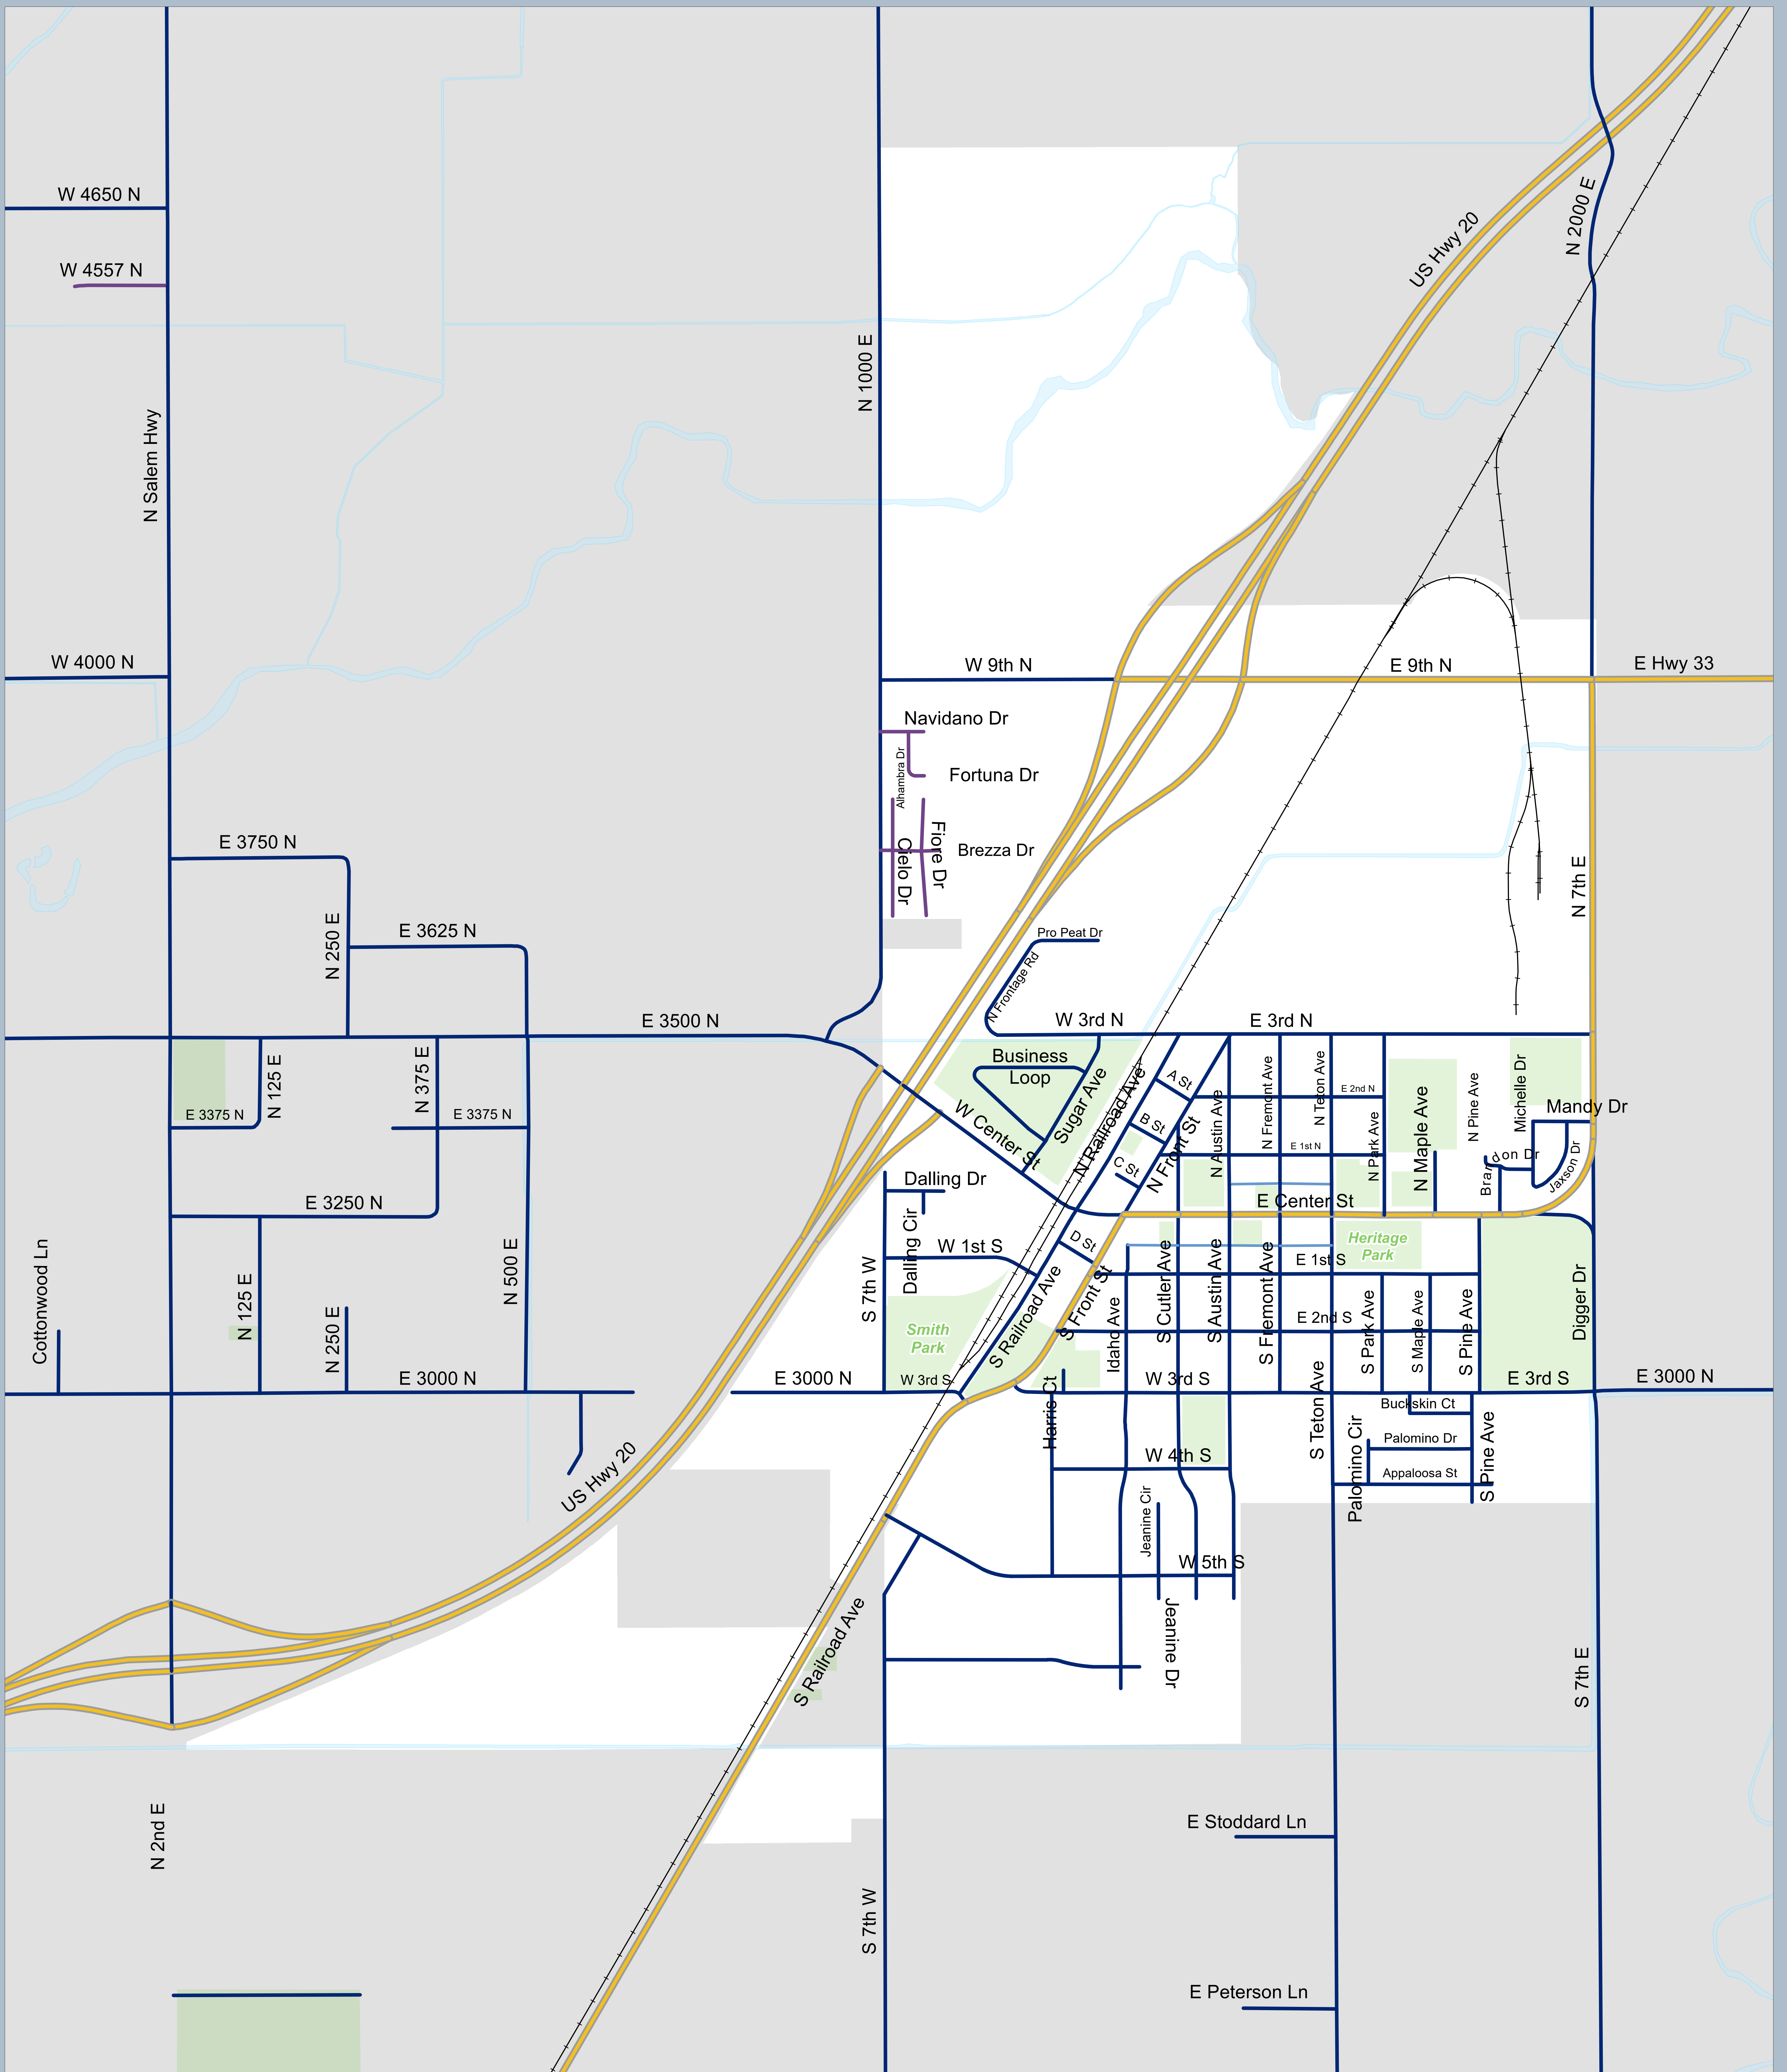 W 4650 N
N 2000 E
US Hwy 20
W 4557 N
N 1000 E
N Salem Hwy
W 4000 N
W 9th N
E 9th N
E Hwy 33
Navidano Dr
Alhambra Dr
Fortuna Dr
Fiore Dr
Cielo Dr
Brezza Dr
E 3750 N
N 7th E
N 250 E
E 3625 N
Pro Peat Dr
N Frontage Rd
E 3500 N
W 3rd N
E 3rd N
Business
Loop
Sugar Ave
N Railroad Ave
A St
B St
C St
N Front St
N Austin Ave
N Fremont Ave
N Teton Ave
E 2nd N
E 1st N
N Park Ave
N Maple Ave
N Pine Ave
Michelle Dr
Mandy Dr
Brandon Dr
Jaxson Dr
N 125 E
N 375 E
E 3375 N
E 3375 N
W Center St
Dalling Dr
Dalling Cir
E 3250 N
E Center St
Heritage
Park
Cottonwood Ln
N 125 E
N 250 E
N 500 E
S 7th W
W 1st S
D St
S Front St
S Railroad Ave
Idaho Ave
S Cutler Ave
S Austin Ave
S Fremont Ave
E 1st S
E 2nd S
S Park Ave
S Maple Ave
S Pine Ave
Digger Dr
Smith
Park
E 3000 N
E 3000 N
W 3rd S
W 3rd S
E 3rd S
E 3000 N
Harris Ct
S Teton Ave
Buckskin Ct
Palomino Cir
Palomino Dr
Appaloosa St
S Pine Ave
US Hwy 20
W 4th S
Jeanine Cir
W 5th S
Jeanine Dr
S Railroad Ave
S 7th E
N 2nd E
E Stoddard Ln
S 7th W
E Peterson Ln